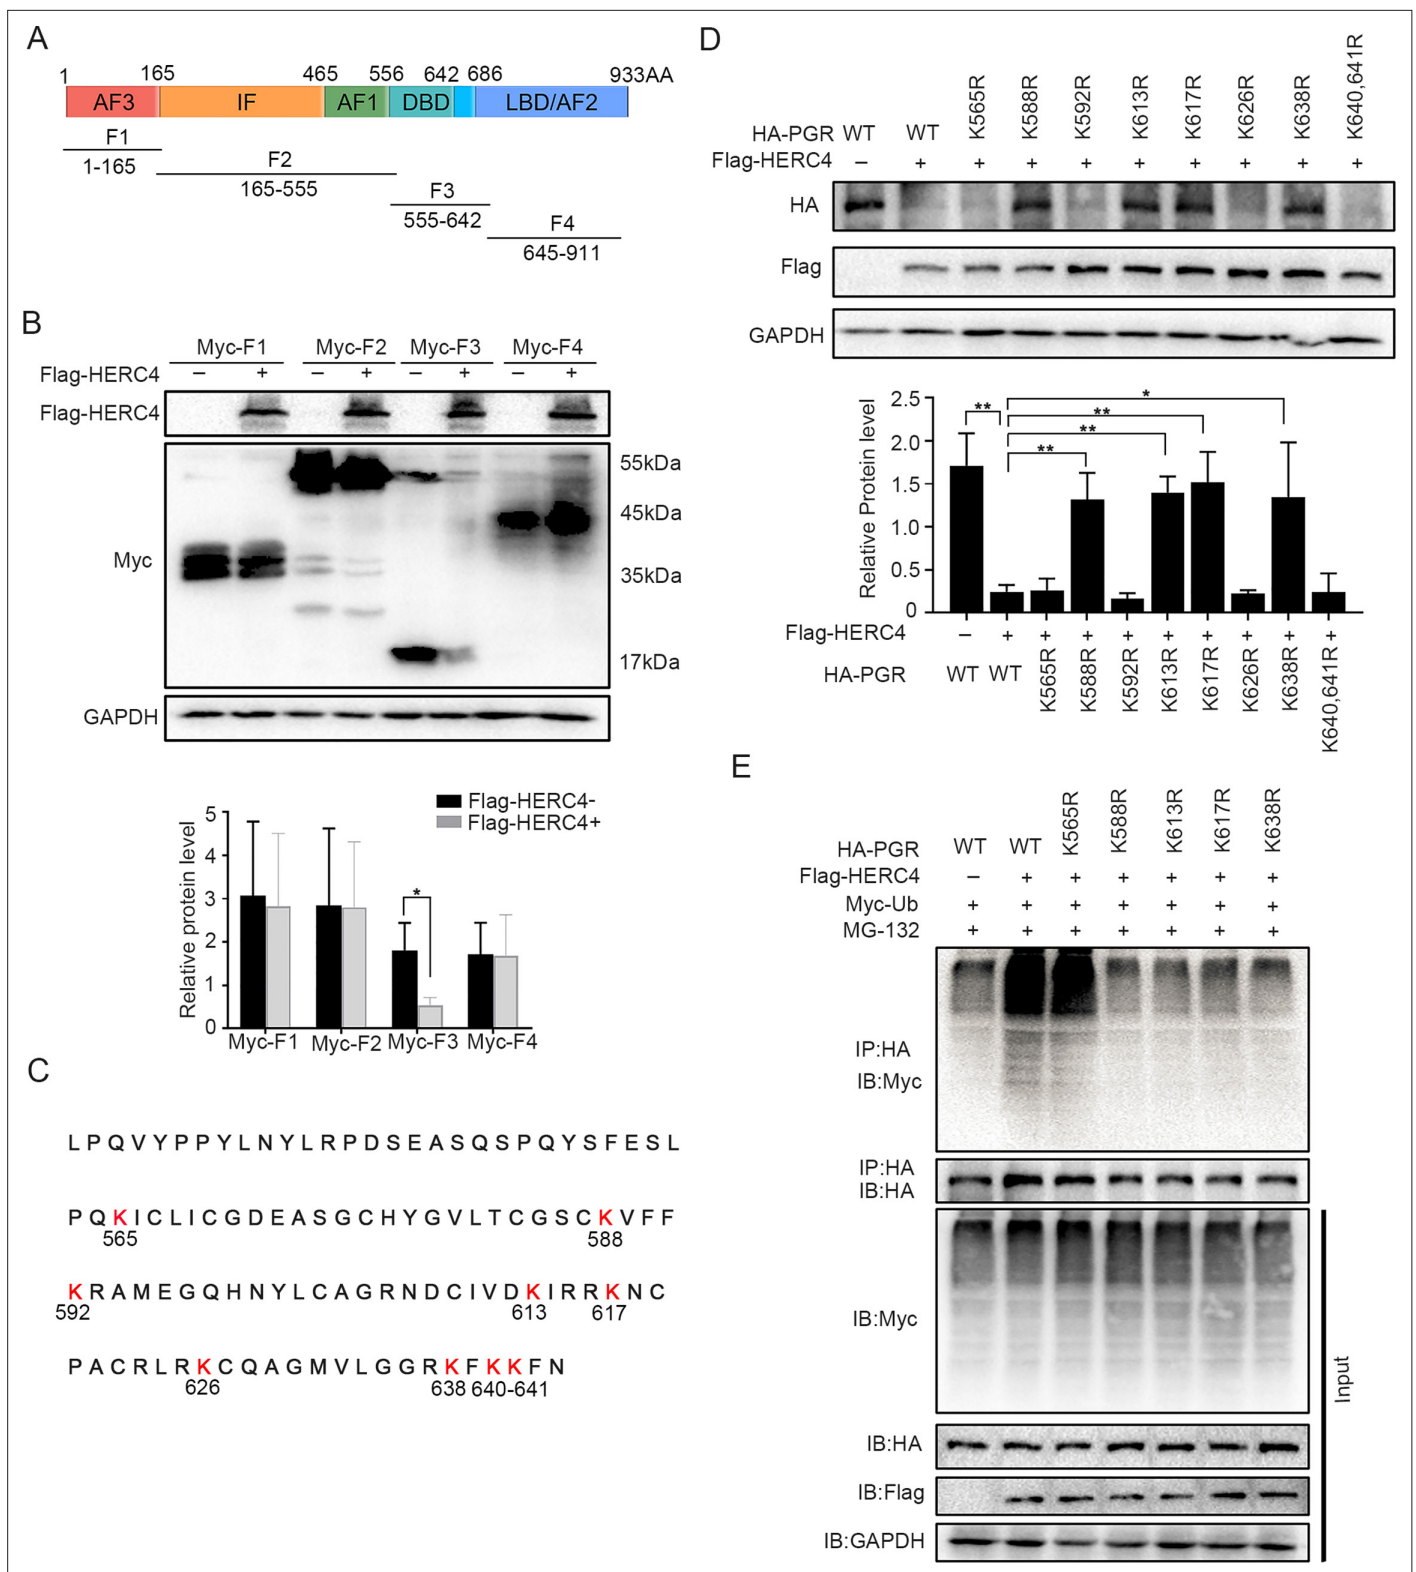 A
1 165 465 556 642 686 933AA
AF3 IF AF1 DBD LBD/AF2
F1
1-165
F2
165-555
F3
555-642
F4
645-911
B
Myc-F1 Myc-F2 Myc-F3 Myc-F4
Flag-HERC4 – + – + – + – +
Flag-HERC4
Myc
55kDa
45kDa
35kDa
17kDa
GAPDH
Flag-HERC4-
Flag-HERC4+
Relative protein level
5
4
3
2
1
0
*
Myc-F1 Myc-F2 Myc-F3 Myc-F4
C
L P Q V Y P P Y L N Y L R P D S E A S Q S P Q Y S F E S L
P Q K I C L I C G D E A S G C H Y G V L T C G S C K V F F
565 588
K R A M E G Q H N Y L C A G R N D C I V D K I R R K N C
592 613 617
P A C R L R K C Q A G M V L G G R K F K K F N
626 638 640-641
D
HA-PGR WT WT K565R K588R K592R K613R K617R K626R K638R K640,641R
Flag-HERC4 – + + + + + + + + +
HA
Flag
GAPDH
Relative Protein level
2.5
2.0
1.5
1.0
0.5
0
** ** ** ** *
Flag-HERC4 – + + + + + + + + +
HA-PGR WT WT K565R K588R K592R K613R K617R K626R K638R K640,641R
E
HA-PGR WT WT K565R K588R K613R K617R K638R
Flag-HERC4 – + + + + + +
Myc-Ub + + + + + + +
MG-132 + + + + + + +
IP:HA
IB:Myc
IP:HA
IB:HA
IB:Myc
IB:HA
IB:Flag
IB:GAPDH
Input